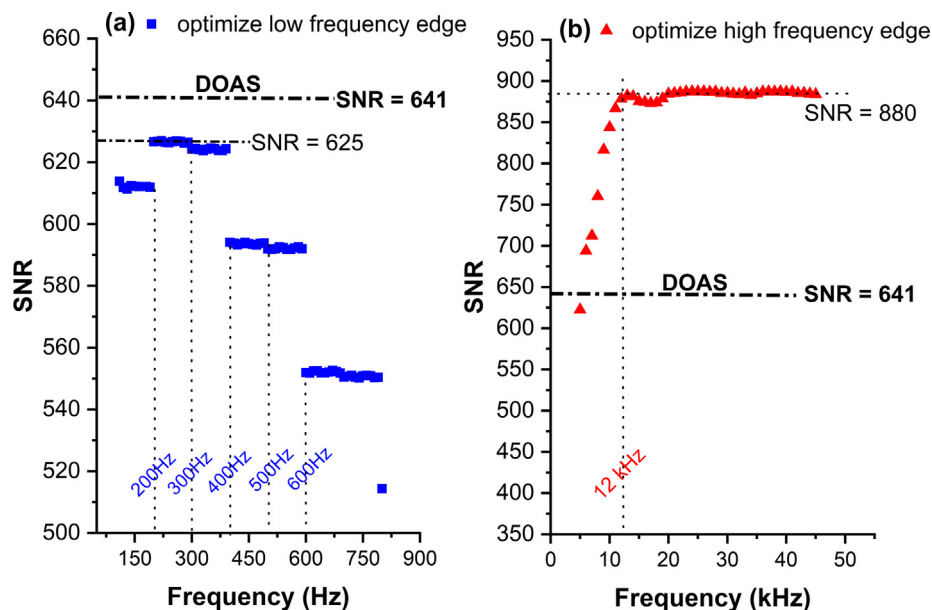 (a) ■ optimize low frequency edge
660
640
620
600
580
560
540
520
500
SNR
DOAS
SNR = 641
SNR = 625
200Hz
300Hz
400Hz
500Hz
600Hz
150 300 450 600 750 900
Frequency (Hz)
(b) ▲ optimize high frequency edge
950
900
850
800
750
700
650
600
550
500
450
400
350
SNR
SNR = 880
DOAS
SNR = 641
12 kHz
0 10 20 30 40 50
Frequency (kHz)